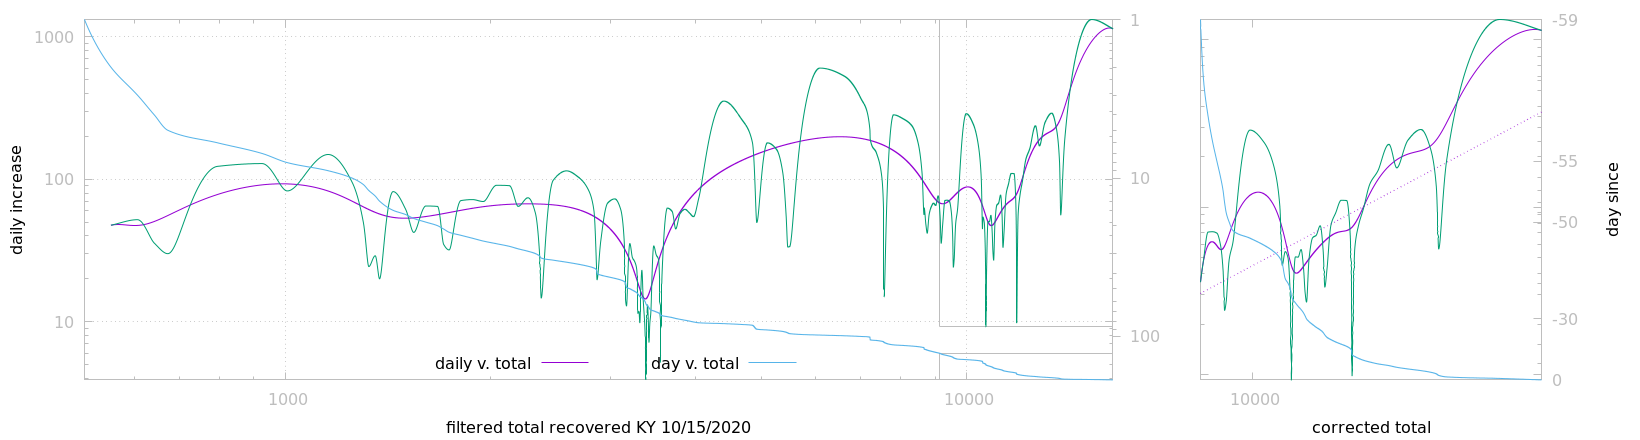 1000
100
10
daily increase
1000
10000
1
10
100
daily v. total
day v. total
filtered total recovered KY 10/15/2020
-59
-55
-50
-30
0
day since
10000
corrected total